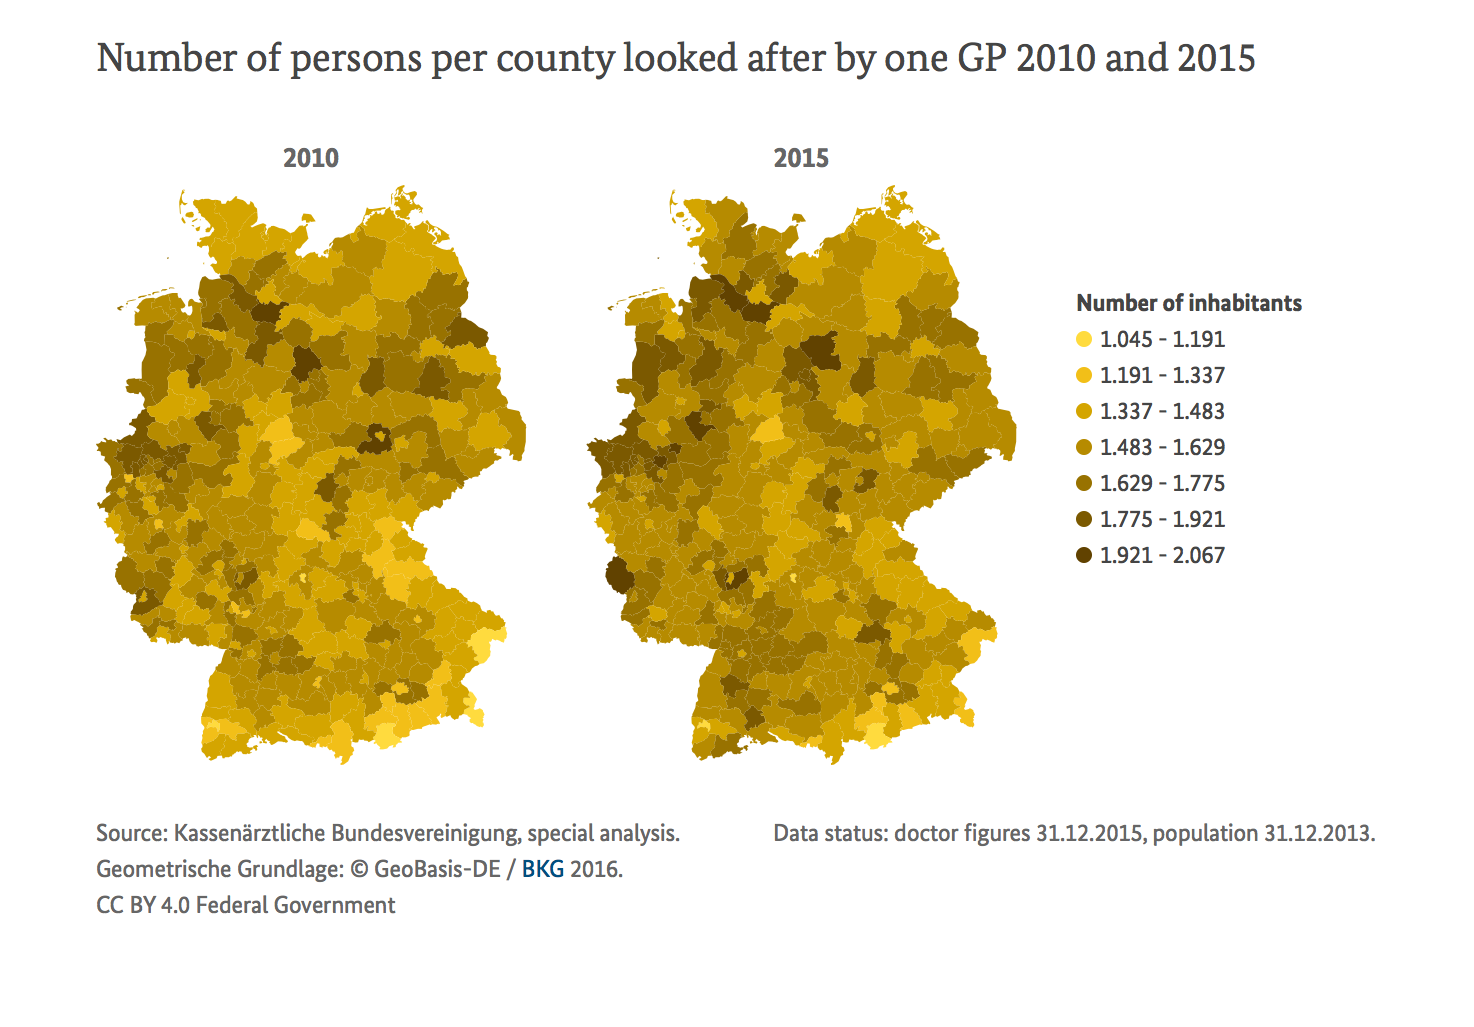 Number of persons per county looked after by one GP 2010 and 2015
2010
2015
Number of inhabitants
1.045 - 1.191
1.191 - 1.337
1.337 - 1.483
1.483 - 1.629
1.629 - 1.775
1.775 - 1.921
1.921 - 2.067
Source: Kassenärztliche Bundesvereinigung, special analysis.
Data status: doctor figures 31.12.2015, population 31.12.2013.
Geometrische Grundlage: © GeoBasis-DE / BKG 2016.
CC BY 4.0 Federal Government